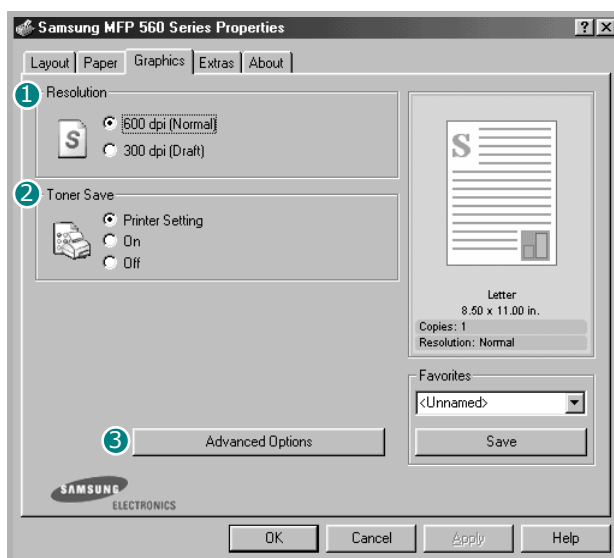 Samsung MFP 560 Series Properties
Layout Paper Graphics Extras About
1 Resolution
S
600 dpi (Normal)
300 dpi (Draft)
2 Toner Save
Printer Setting
On
Off
S
Letter
8.50 x 11.00 in.
Copies: 1
Resolution: Normal
Favorites
<Unnamed>
3 Advanced Options
Save
SAMSUNG
ELECTRONICS
OK Cancel Apply Help